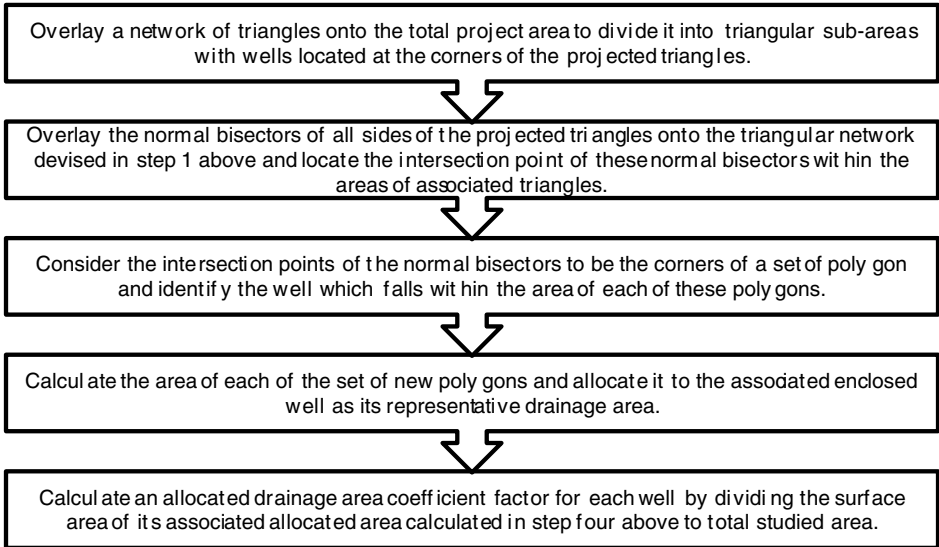 Overlay a network of triangles onto the total project area to divide it into triangular sub-areas
with wells located at the corners of the projected triangles.
Overlay the normal bisectors of all sides of the projected triangles onto the triangular network
devised in step 1 above and locate the intersection point of these normal bisectors within the
areas of associated triangles.
Consider the intersection points of the normal bisectors to be the corners of a set of polygon
and identify the well which falls within the area of each of these polygons.
Calculate the area of each of the set of new polygons and allocate it to the associated enclosed
well as its representative drainage area.
Calculate an allocated drainage area coefficient factor for each well by dividing the surface
area of its associated allocated area calculated in step four above to total studied area.